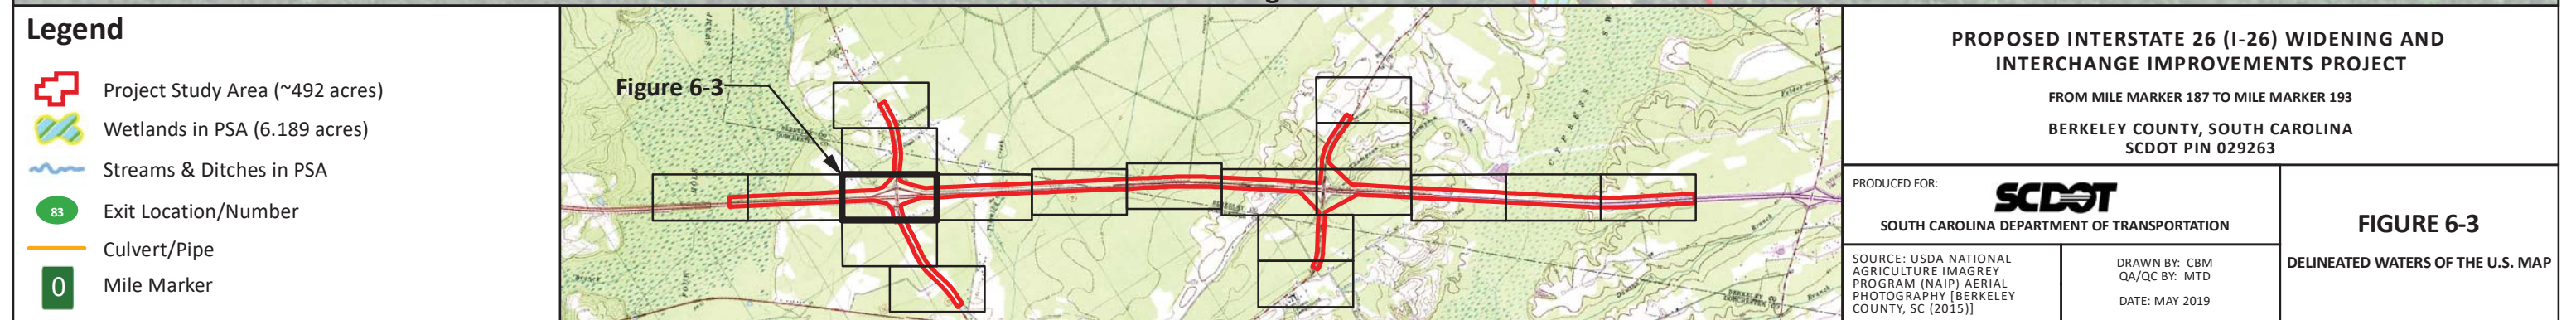 Legend
Project Study Area (~492 acres)
Wetlands in PSA (6.189 acres)
Streams & Ditches in PSA
83
Exit Location/Number
Culvert/Pipe
0
Mile Marker
Figure 6-3
PROPOSED INTERSTATE 26 (I-26) WIDENING AND
INTERCHANGE IMPROVEMENTS PROJECT
FROM MILE MARKER 187 TO MILE MARKER 193
BERKELEY COUNTY, SOUTH CAROLINA
SCDOT PIN 029263
PRODUCED FOR:
SCDOT
SOUTH CAROLINA DEPARTMENT OF TRANSPORTATION
SOURCE: USDA NATIONAL
AGRICULTURE IMAGREY
PROGRAM (NAIP) AERIAL
PHOTOGRAPHY [BERKELEY
COUNTY, SC (2015)]
DRAWN BY: CBM
QA/QC BY: MTD
DATE: MAY 2019
FIGURE 6-3
DELINEATED WATERS OF THE U.S. MAP